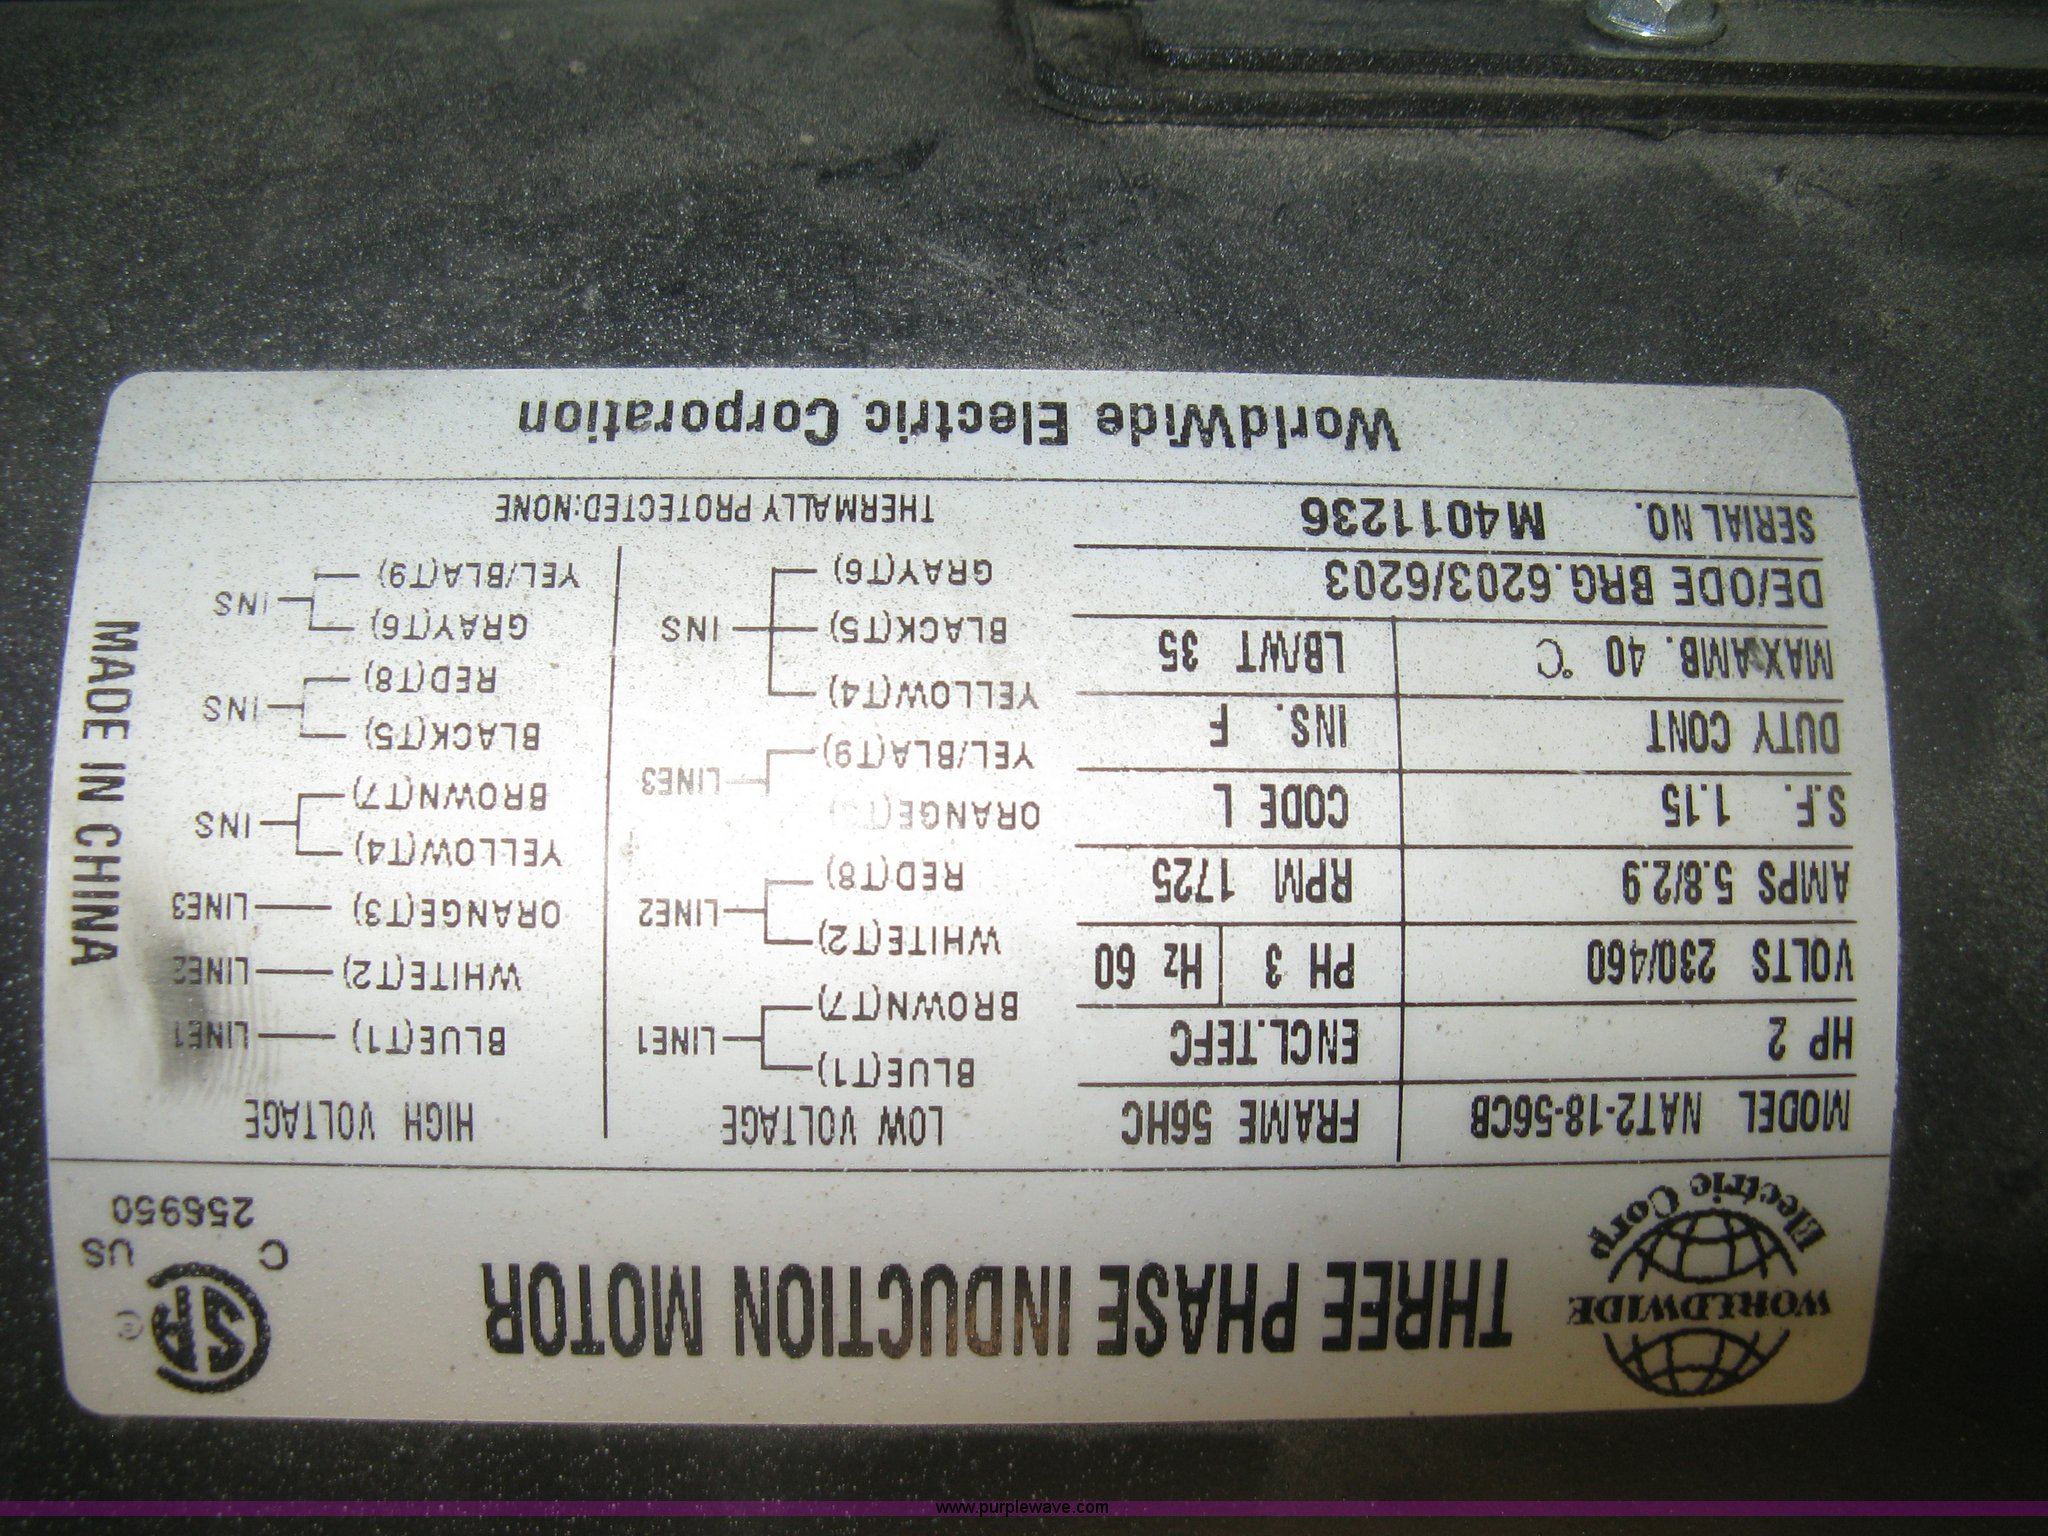 WORLDWIDE
Electric Corp
THREE PHASE INDUCTION MOTOR
C US
256950
MODEL NAT2-18-56CB
FRAME 56HC
HP 2
ENCL.TEFC
VOLTS 230/460
PH 3
Hz 60
AMPS 5.8/2.9
RPM 1725
S.F. 1.15
CODE L
DUTY CONT
INS. F
MAX AMB. 40 °C
LB/WT 35
DE/ODE BRG.6203/6203
SERIAL NO. M4011236
LOW VOLTAGE
BLUE(T1)
LINE1
BROWN(T7)
WHITE(T2)
LINE2
RED(T8)
ORANGE(T3)
LINE3
YEL/BLA(T9)
YELLOW(T4)
BLACK(T5)
INS
GRAY(T6)
THERMALLY PROTECTED:NONE
HIGH VOLTAGE
BLUE(T1) LINE1
WHITE(T2) LINE2
ORANGE(T3) LINE3
YELLOW(T4)
INS
BROWN(T7)
BLACK(T5)
INS
RED(T8)
GRAY(T6)
INS
YEL/BLA(T9)
MADE IN CHINA
WorldWide Electric Corporation
www.purplewave.com